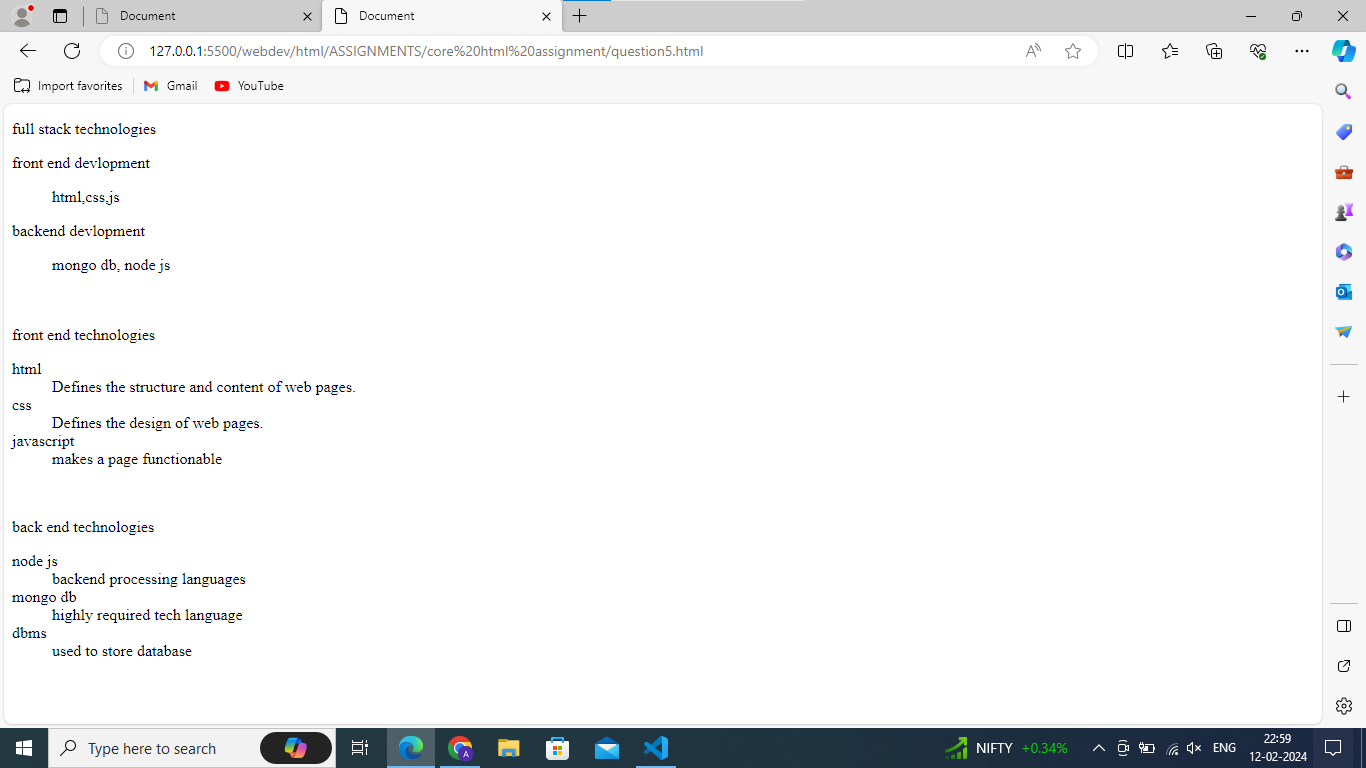 Document
Document
127.0.0.1:5500/webdev/html/ASSIGNMENTS/core%20html%20assignment/question5.html
Import favorites
Gmail
YouTube
full stack technologies
front end devlopment
html,css,js
backend devlopment
mongo db, node js
front end technologies
html
Defines the structure and content of web pages.
css
Defines the design of web pages.
javascript
makes a page functionable
back end technologies
node js
backend processing languages
mongo db
highly required tech language
dbms
used to store database
Type here to search
NIFTY +0.34%
ENG
22:59
12-02-2024